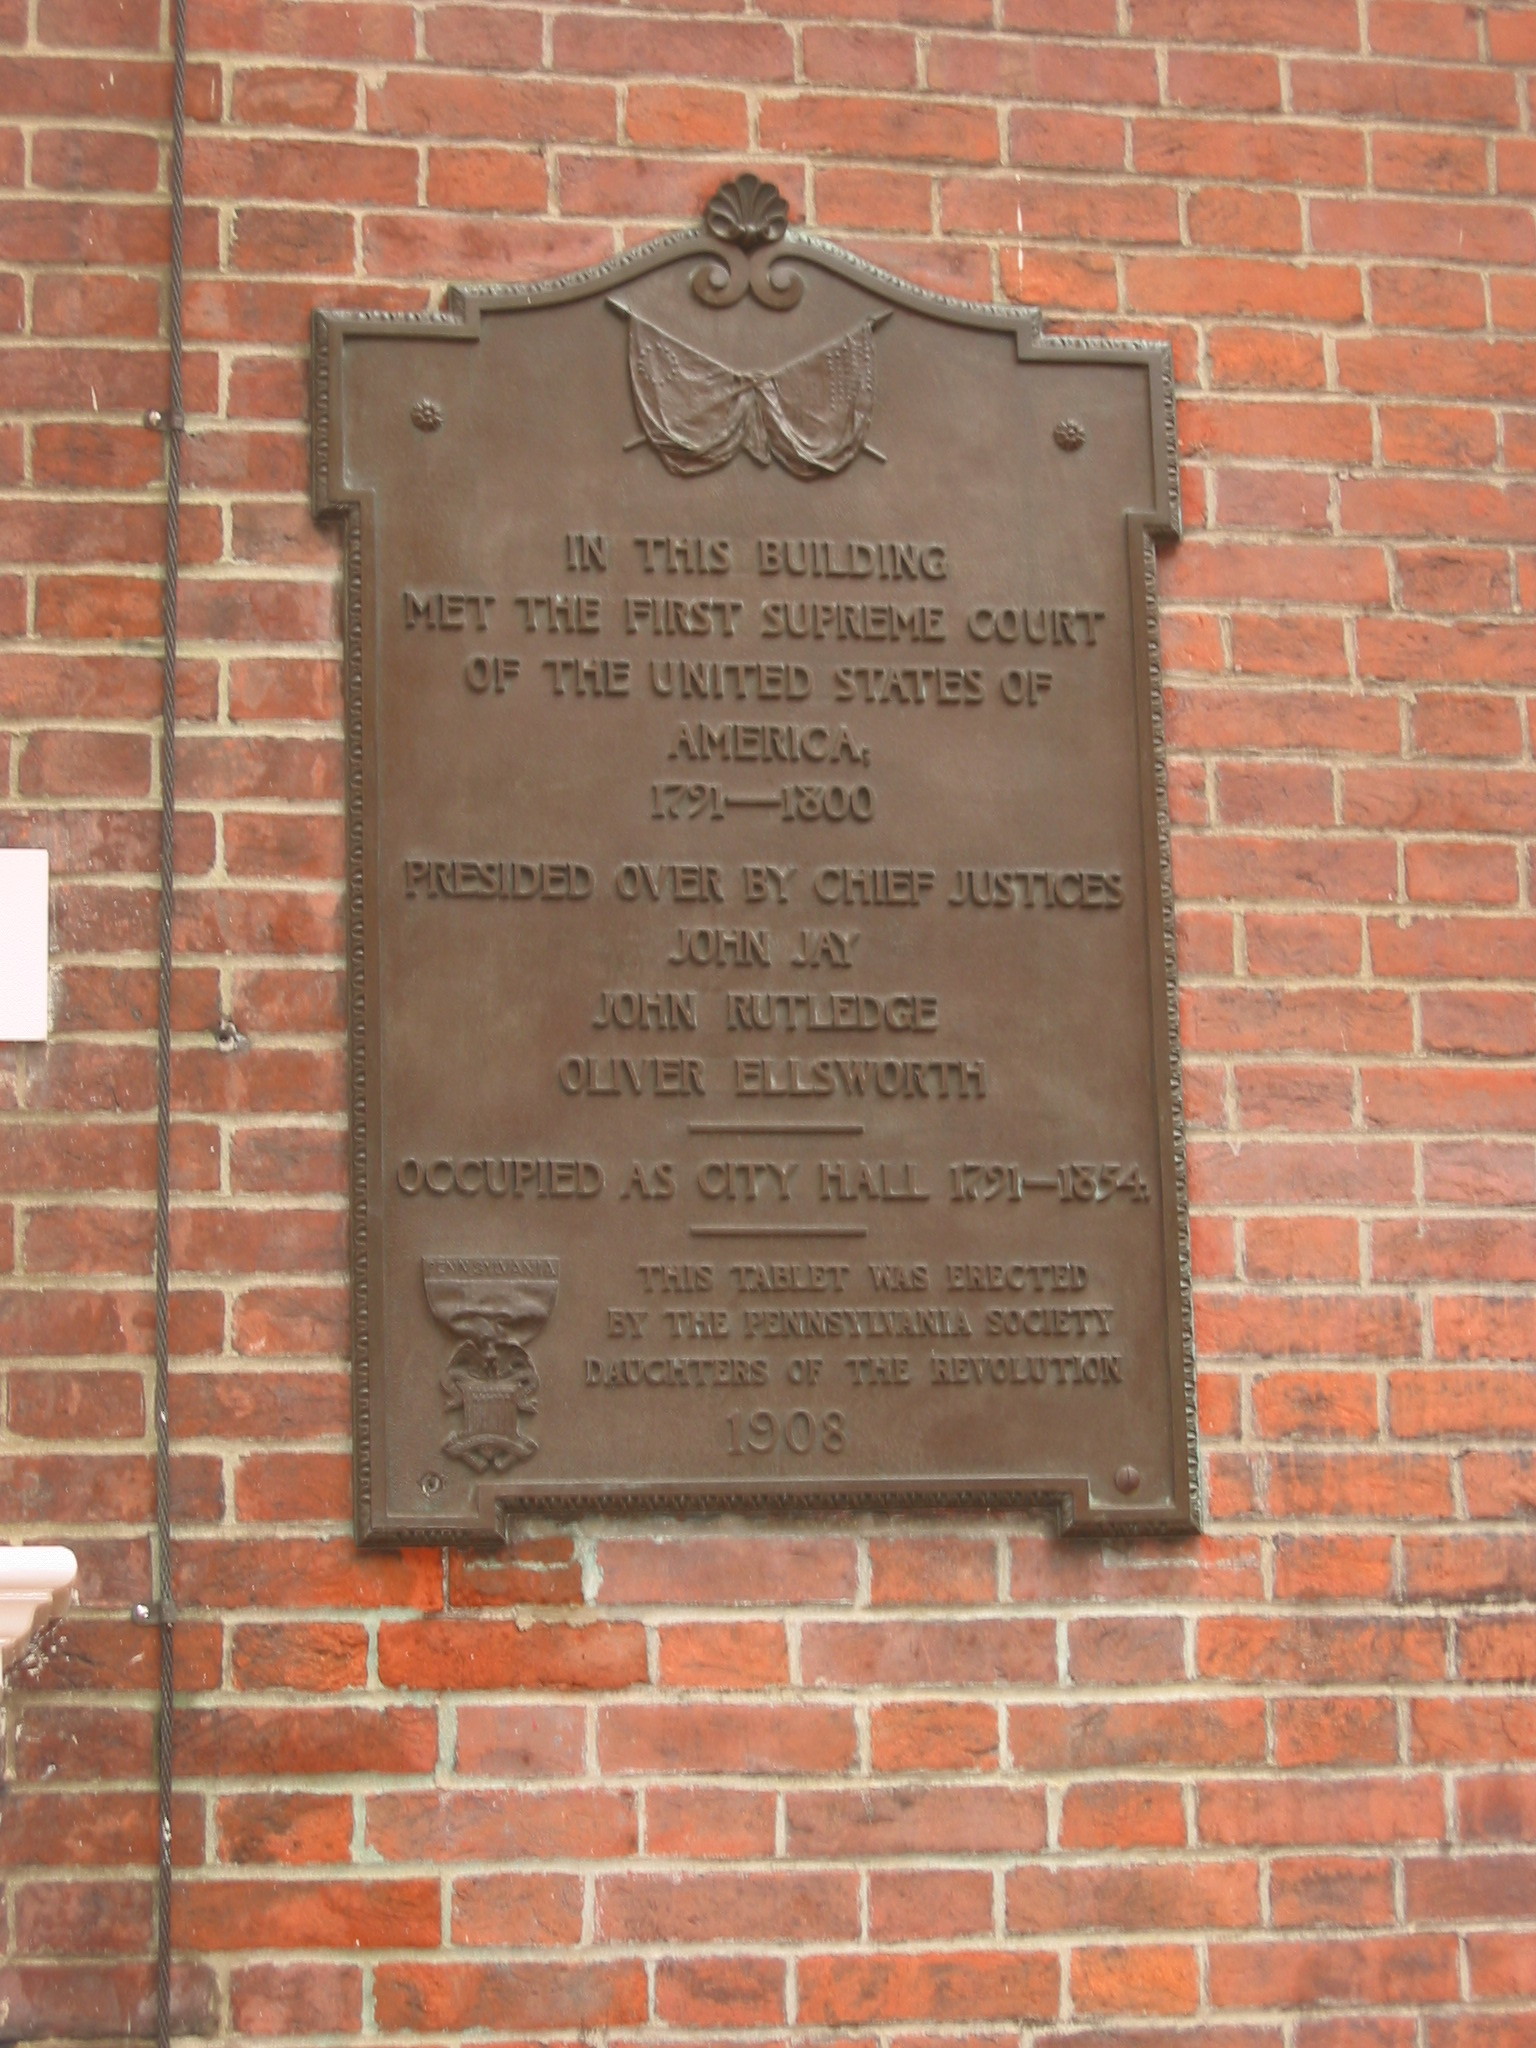 IN THIS BUILDING
MET THE FIRST SUPREME COURT
OF THE UNITED STATES OF
AMERICA;
1791—1800
PRESIDED OVER BY CHIEF JUSTICES
JOHN JAY
JOHN RUTLEDGE
OLIVER ELLSWORTH
OCCUPIED AS CITY HALL 1791—1854.
PENNSYLVANIA
THIS TABLET WAS ERECTED
BY THE PENNSYLVANIA SOCIETY
DAUGHTERS OF THE REVOLUTION
1908